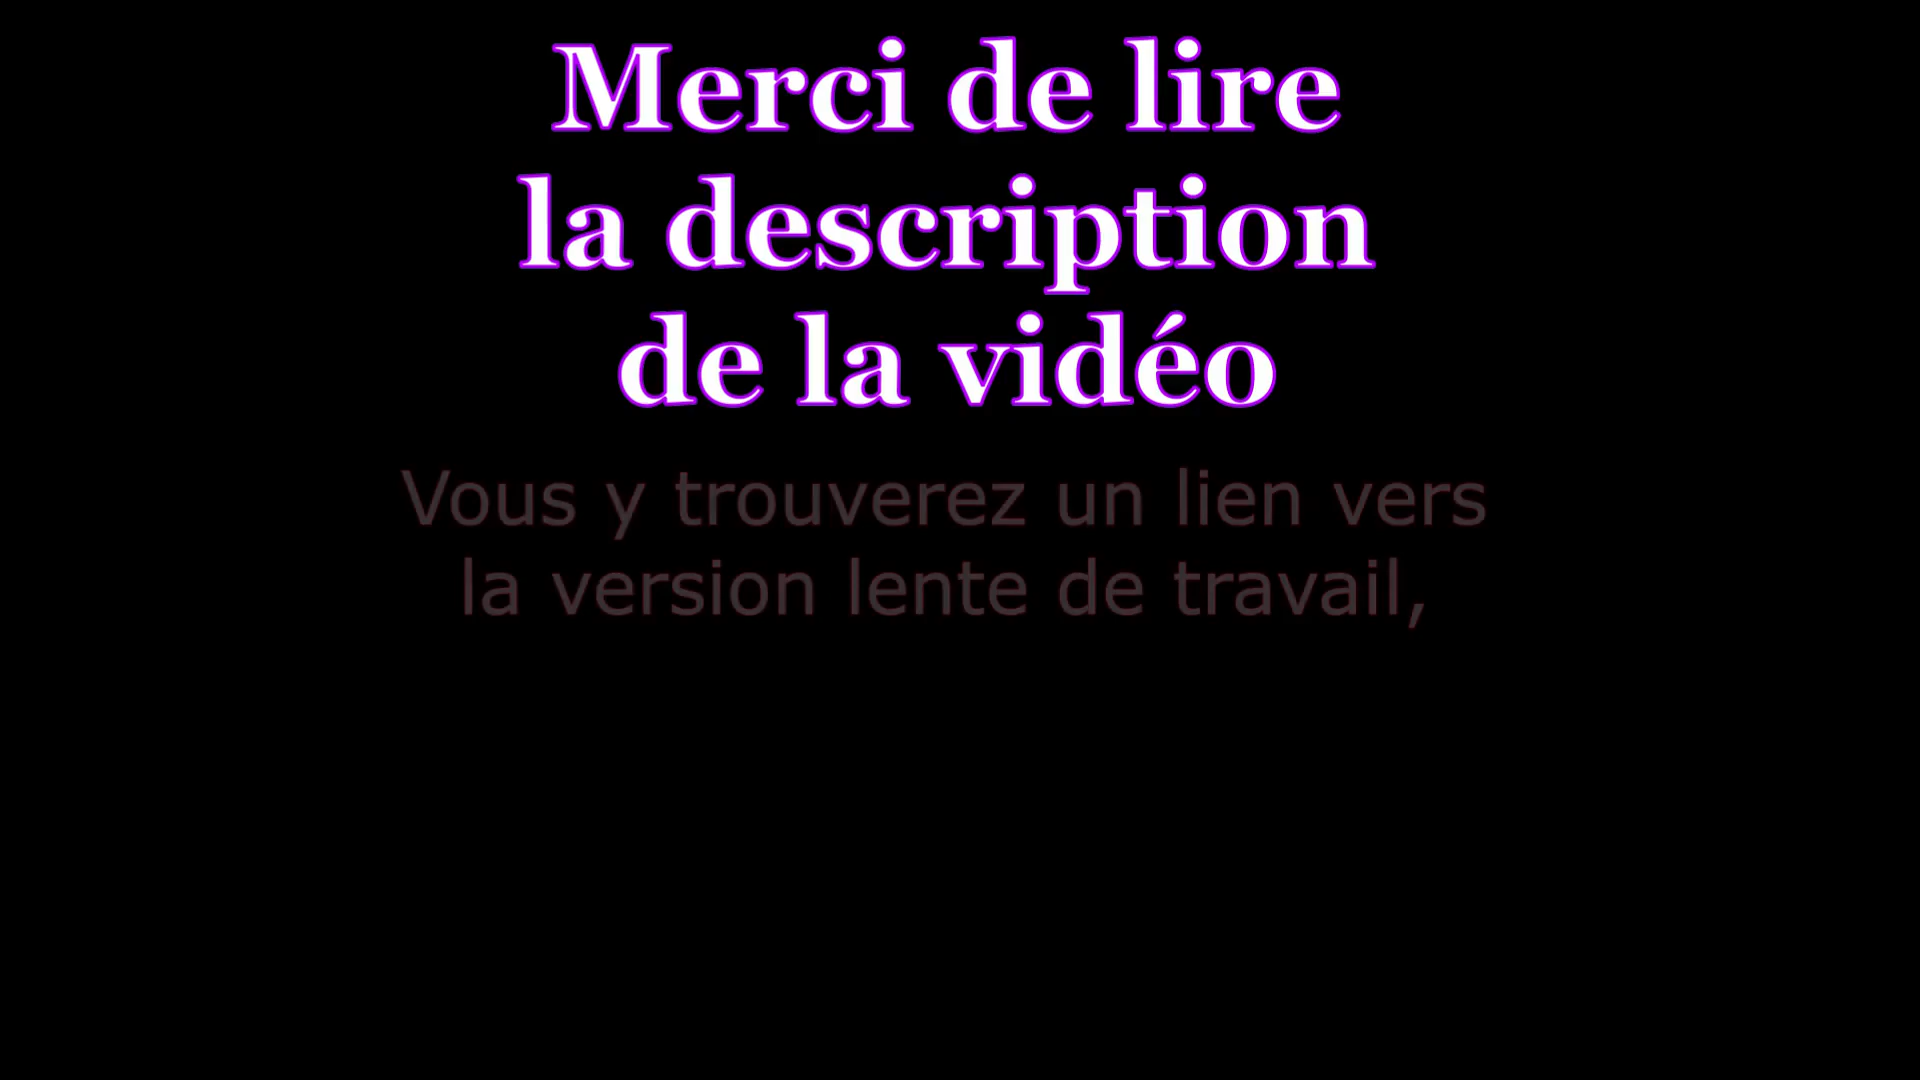 Merci de lire
la description
de la vidéo
Vous y trouverez un lien vers
la version lente de travail,